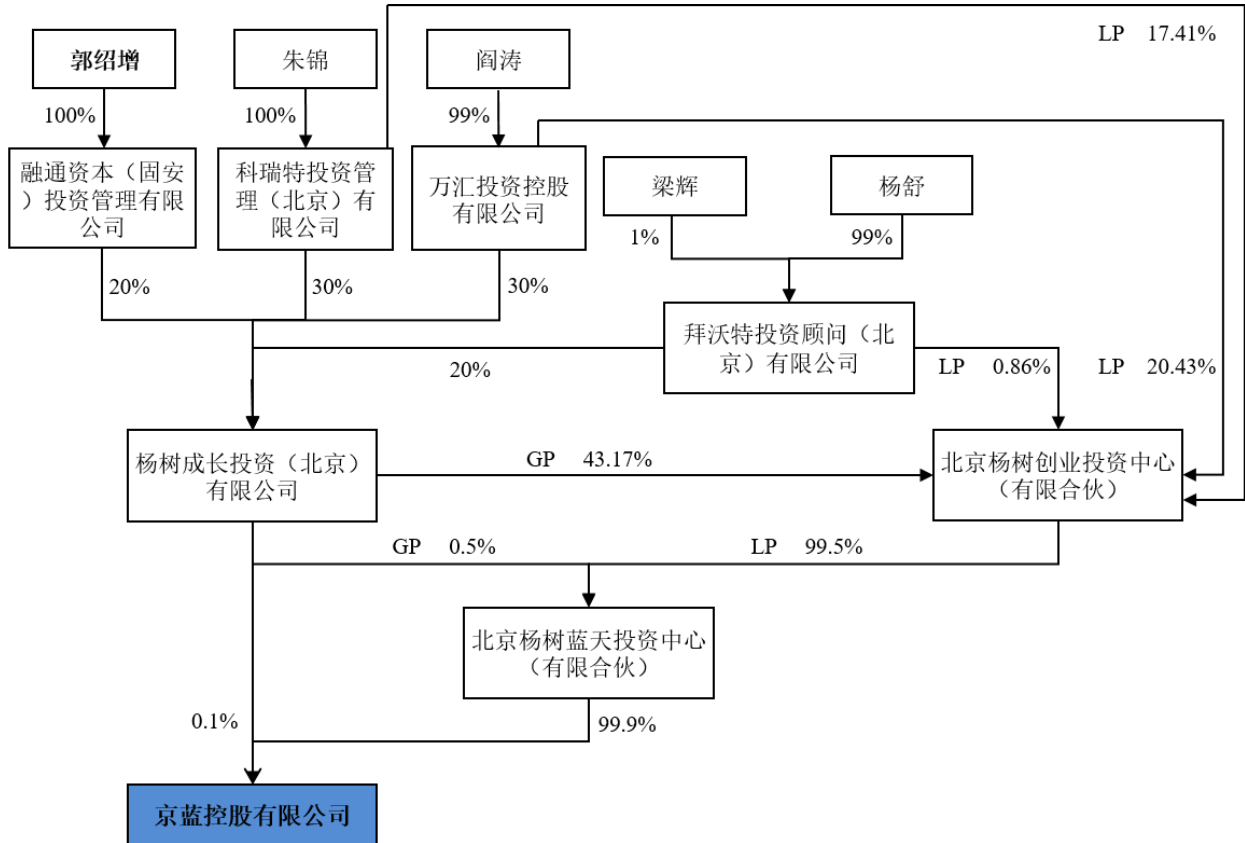 LP 17.41%
郭绍增
朱锦
阎涛
100%
100%
99%
融通资本（固安
）投资管理有限
公司
科瑞特投资管
理（北京）有
限公司
万汇投资控股
有限公司
梁辉
杨舒
1%
99%
20%
30%
30%
拜沃特投资顾问（北
京）有限公司
20%
LP 0.86%
LP 20.43%
杨树成长投资（北京）
有限公司
GP 43.17%
北京杨树创业投资中心
（有限合伙）
GP 0.5%
LP 99.5%
北京杨树蓝天投资中心
（有限合伙）
0.1%
99.9%
京蓝控股有限公司